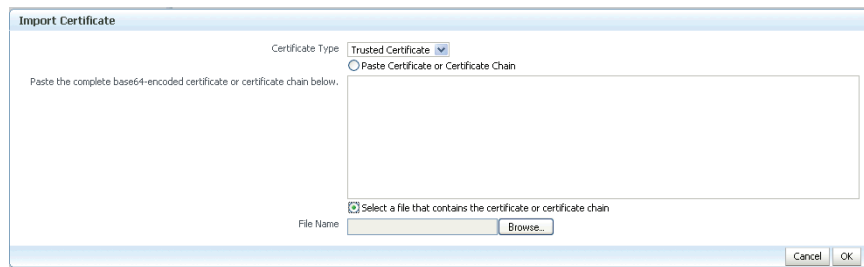 Import Certificate
Certificate Type Trusted Certificate
Paste Certificate or Certificate Chain
Paste the complete base64-encoded certificate or certificate chain below.
Select a file that contains the certificate or certificate chain
File Name Browse...
Cancel OK